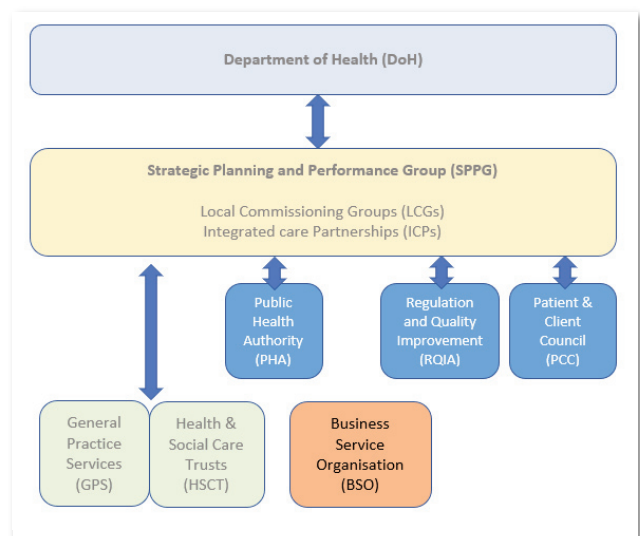 Department of Health (DoH)
Strategic Planning and Performance Group (SPPG)
Local Commissioning Groups (LCGs)
Integrated care Partnerships (ICPs)
Public
Health
Authority
(PHA)
Regulation
and Quality
Improvement
(RQIA)
Patient &
Client
Council
(PCC)
General
Practice
Services
(GPS)
Health &
Social Care
Trusts
(HSCT)
Business
Service
Organisation
(BSO)